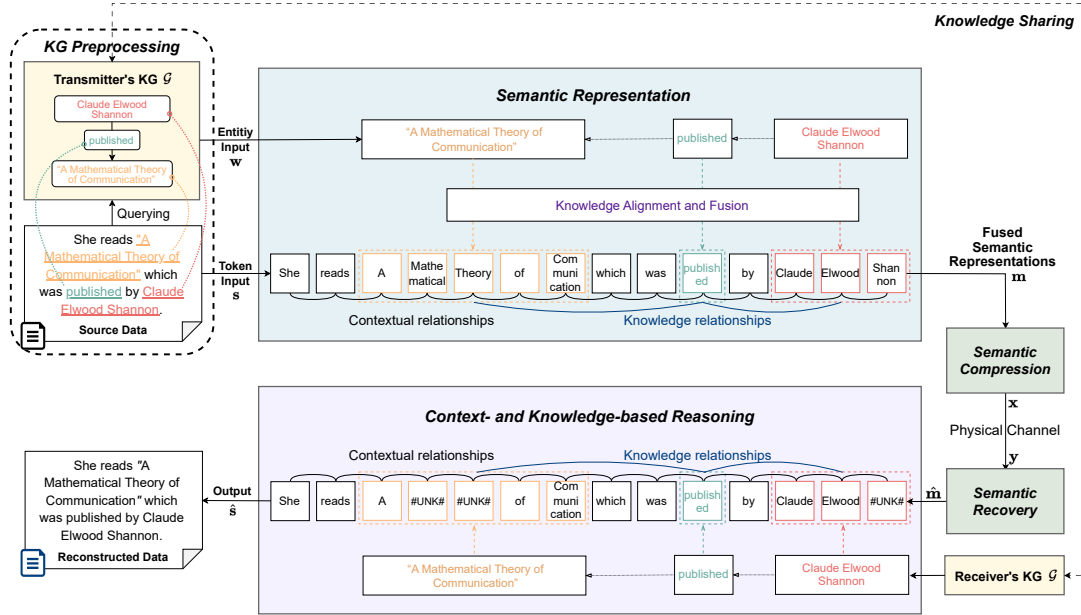 Knowledge Sharing
KG Preprocessing
Transmitter's KG 𝒢
Claude Elwood
Shannon
published
"A Mathematical Theory
of Communication"
Querying
She reads "A
Mathematical Theory of
Communication" which
was published by Claude
Elwood Shannon.
Source Data
Entitiy
Input
w
Token
Input
s
Semantic Representation
"A Mathematical Theory of
Communication"
published
Claude Elwood
Shannon
Knowledge Alignment and Fusion
She
reads
A
Mathe
matical
Theory
of
Com
muni
cation
which
was
publish
ed
by
Claude
Elwood
Shan
non
Contextual relationships
Knowledge relationships
Fused
Semantic
Representations
m
Semantic
Compression
x
Physical Channel
y
Semantic
Recovery
m̂
Receiver's KG 𝒢
Context- and Knowledge-based Reasoning
Contextual relationships
Knowledge relationships
She
reads
A
#UNK#
#UNK#
of
Com
muni
cation
which
was
publish
ed
by
Claude
Elwood
#UNK#
"A Mathematical Theory of
Communication"
published
Claude Elwood
Shannon
Output
ŝ
She reads "A
Mathematical Theory of
Communication" which
was published by Claude
Elwood Shannon.
Reconstructed Data